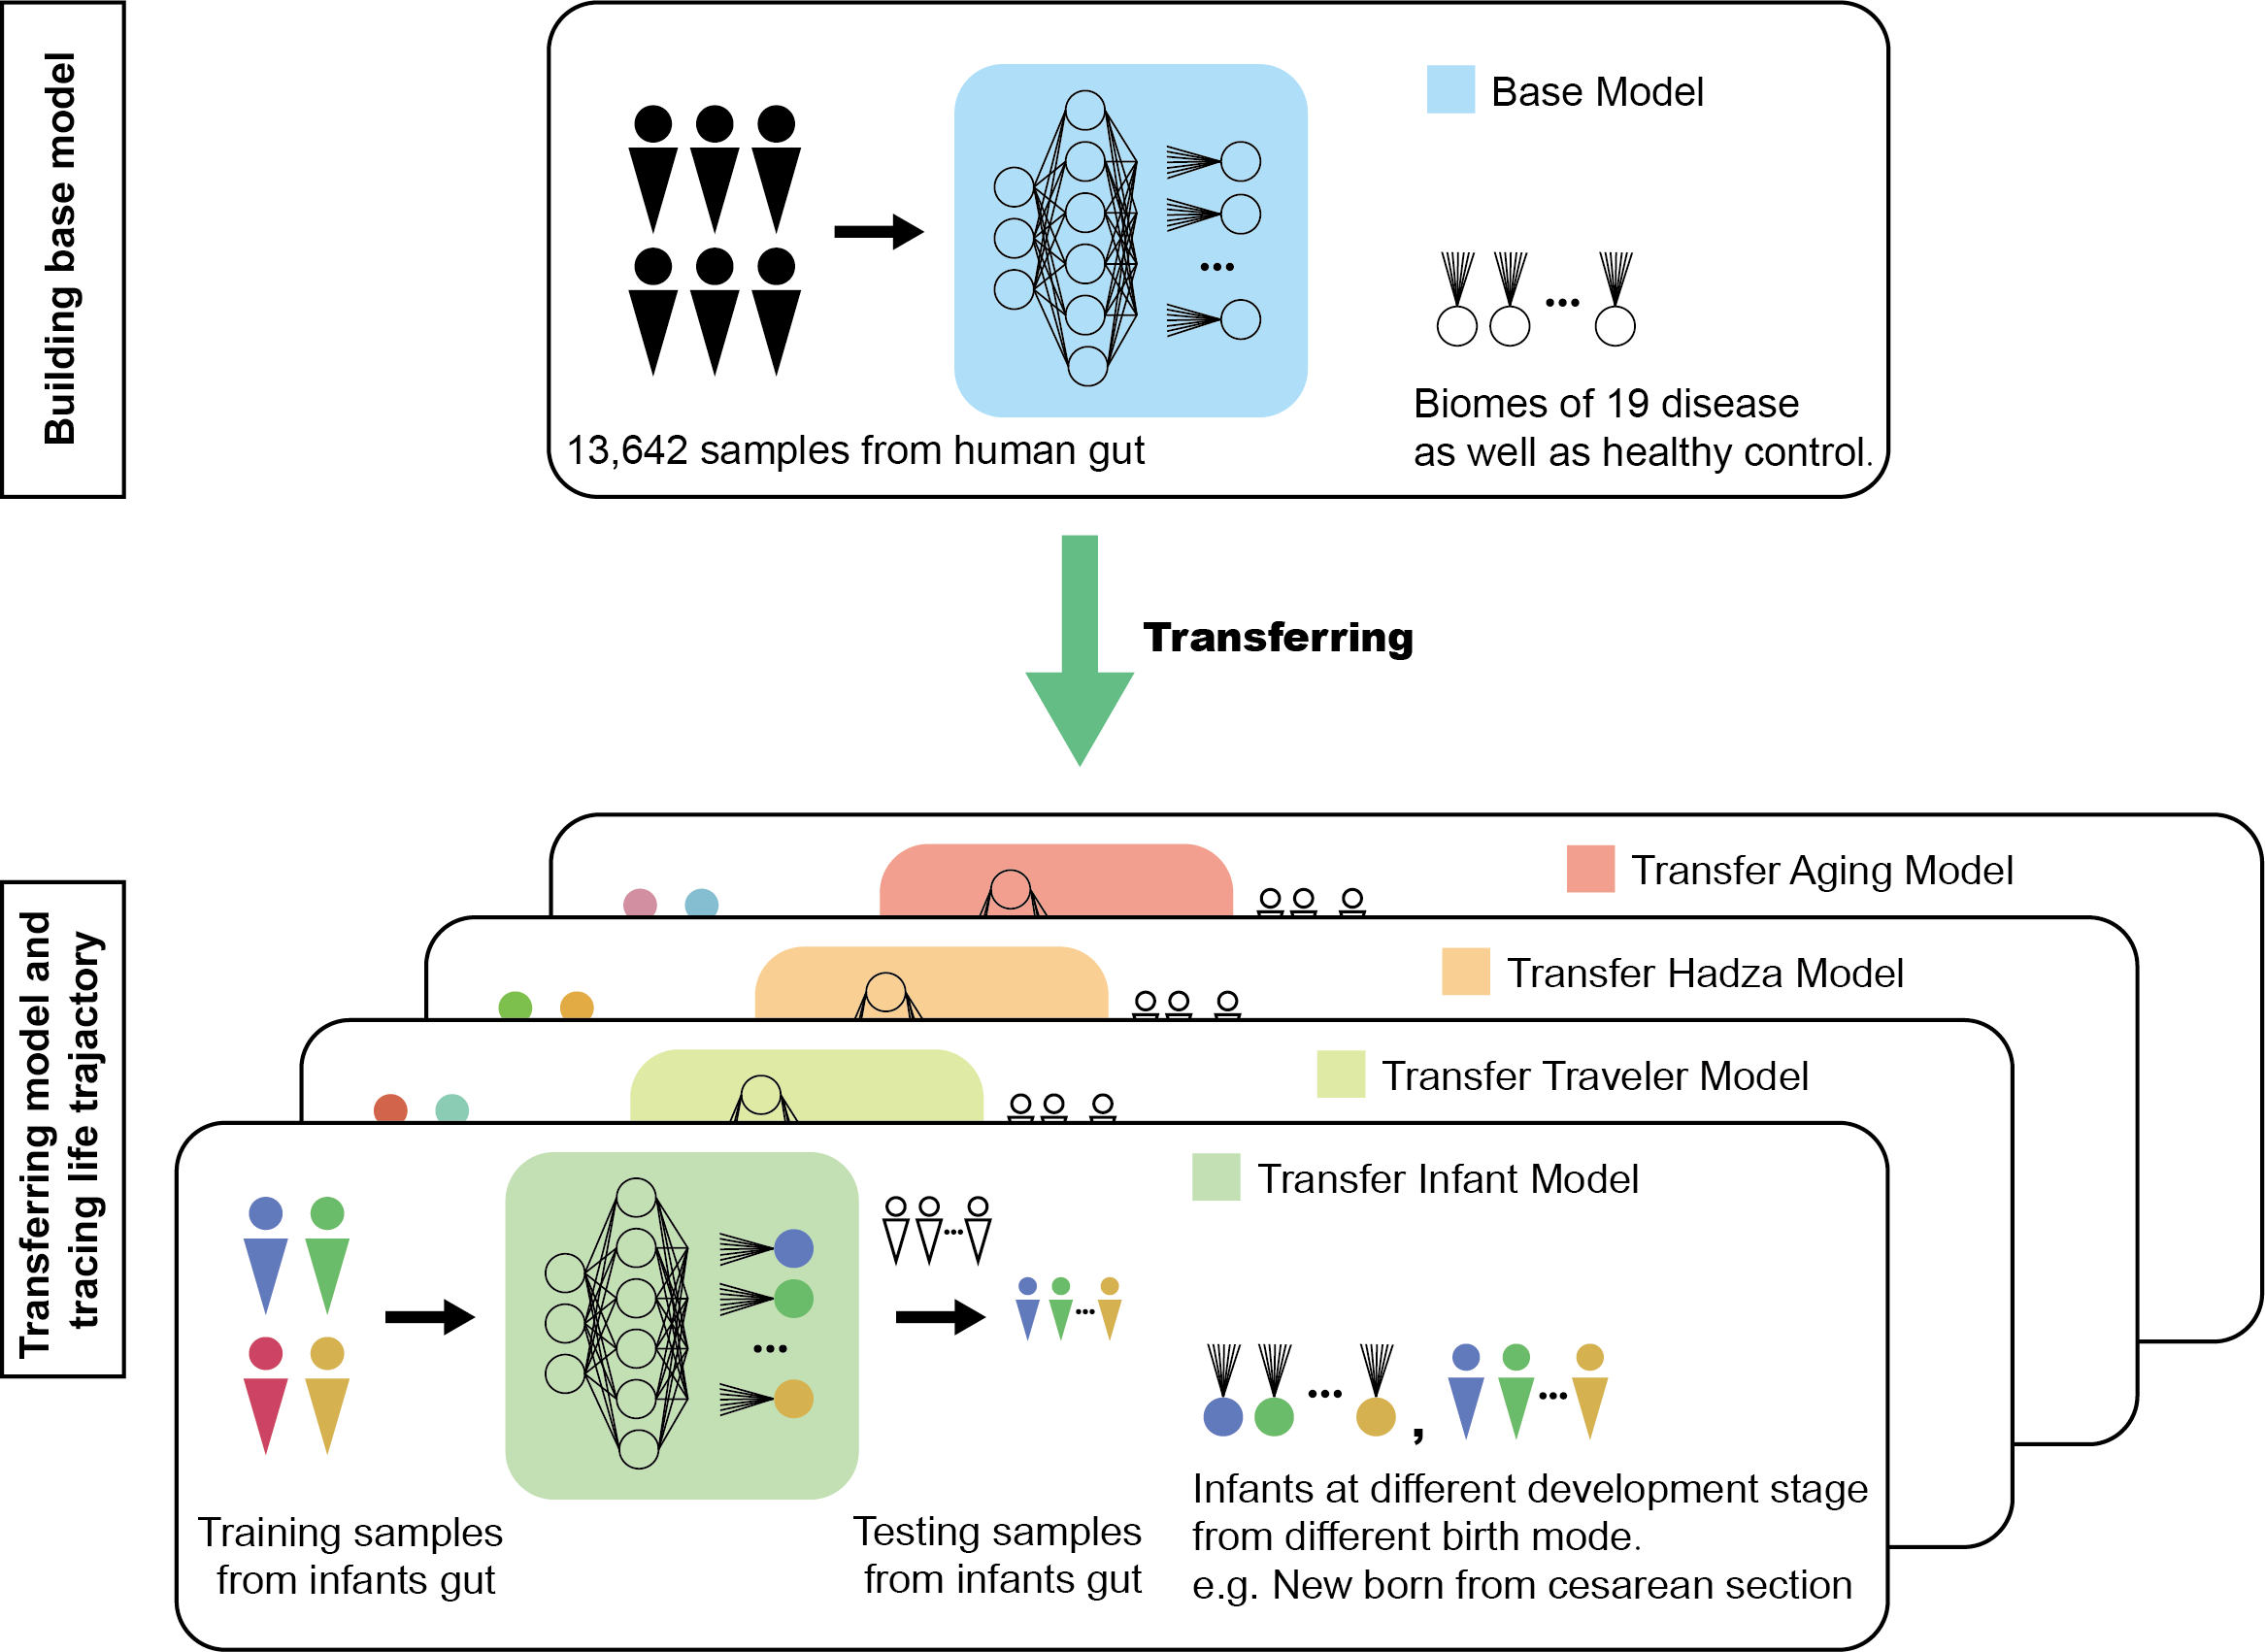 Building base model
Base Model
13,642 samples from human gut
Biomes of 19 disease
as well as healthy control.
Transferring
Transferring model and
tracing life trajactory
Transfer Aging Model
Transfer Hadza Model
Transfer Traveler Model
Transfer Infant Model
Training samples
from infants gut
Testing samples
from infants gut
,
Infants at different development stage
from different birth mode.
e.g. New born from cesarean section